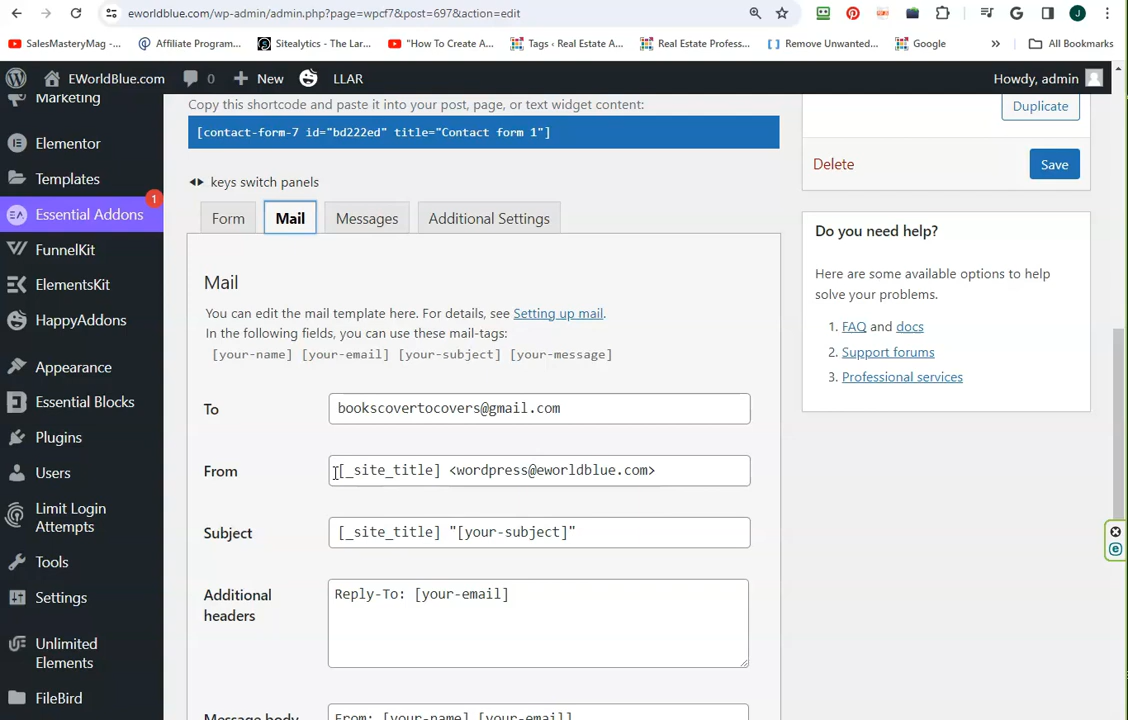 eworldblue.com/wp-admin/admin.php?page=wpcf7&post=697&action=edit
J
SalesMasteryMag -...
Affiliate Program...
Sitealytics - The Lar...
"How To Create A...
Tags ‹ Real Estate A...
Real Estate Profess...
Remove Unwanted...
Google
»
All Bookmarks
EWorldBlue.com
0
New
LLAR
Howdy, admin
Marketing
Elementor
Templates
1
Essential Addons
FunnelKit
ElementsKit
HappyAddons
Appearance
Essential Blocks
Plugins
Users
Limit Login
Attempts
Tools
Settings
Unlimited
Elements
FileBird
Copy this shortcode and paste it into your post, page, or text widget content:
[contact-form-7 id="bd222ed" title="Contact form 1"]
keys switch panels
Form
Mail
Messages
Additional Settings
Mail
You can edit the mail template here. For details, see Setting up mail.
In the following fields, you can use these mail-tags:
[your-name] [your-email] [your-subject] [your-message]
To
bookscovertocovers@gmail.com
From
[_site_title] <wordpress@eworldblue.com>
Subject
[_site_title] "[your-subject]"
Additional
headers
Reply-To: [your-email]
Message body
From: [your-name] [your-email]
Duplicate
Delete
Save
Do you need help?
Here are some available options to help
solve your problems.
1. FAQ and docs
2. Support forums
3. Professional services